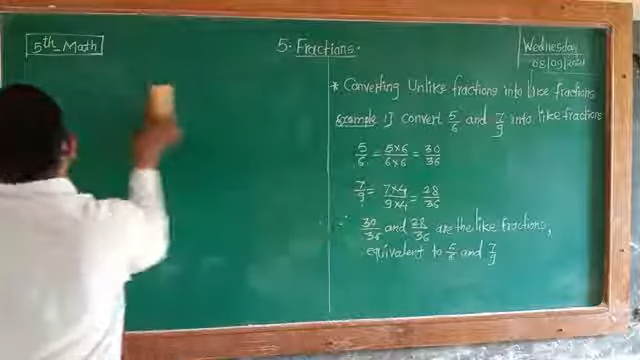 5th Math
5. Fractions.
Wednesday
08/09/2021
* Converting Unlike fractions into like fractions
Example 1] convert 5/6 and 7/9 into like fractions
5/6 = 5×6/6×6 = 30/36
7/9 = 7×4/9×4 = 28/36
∴ 30/36 and 28/36 are the like fractions,
equivalent to 5/6 and 7/9